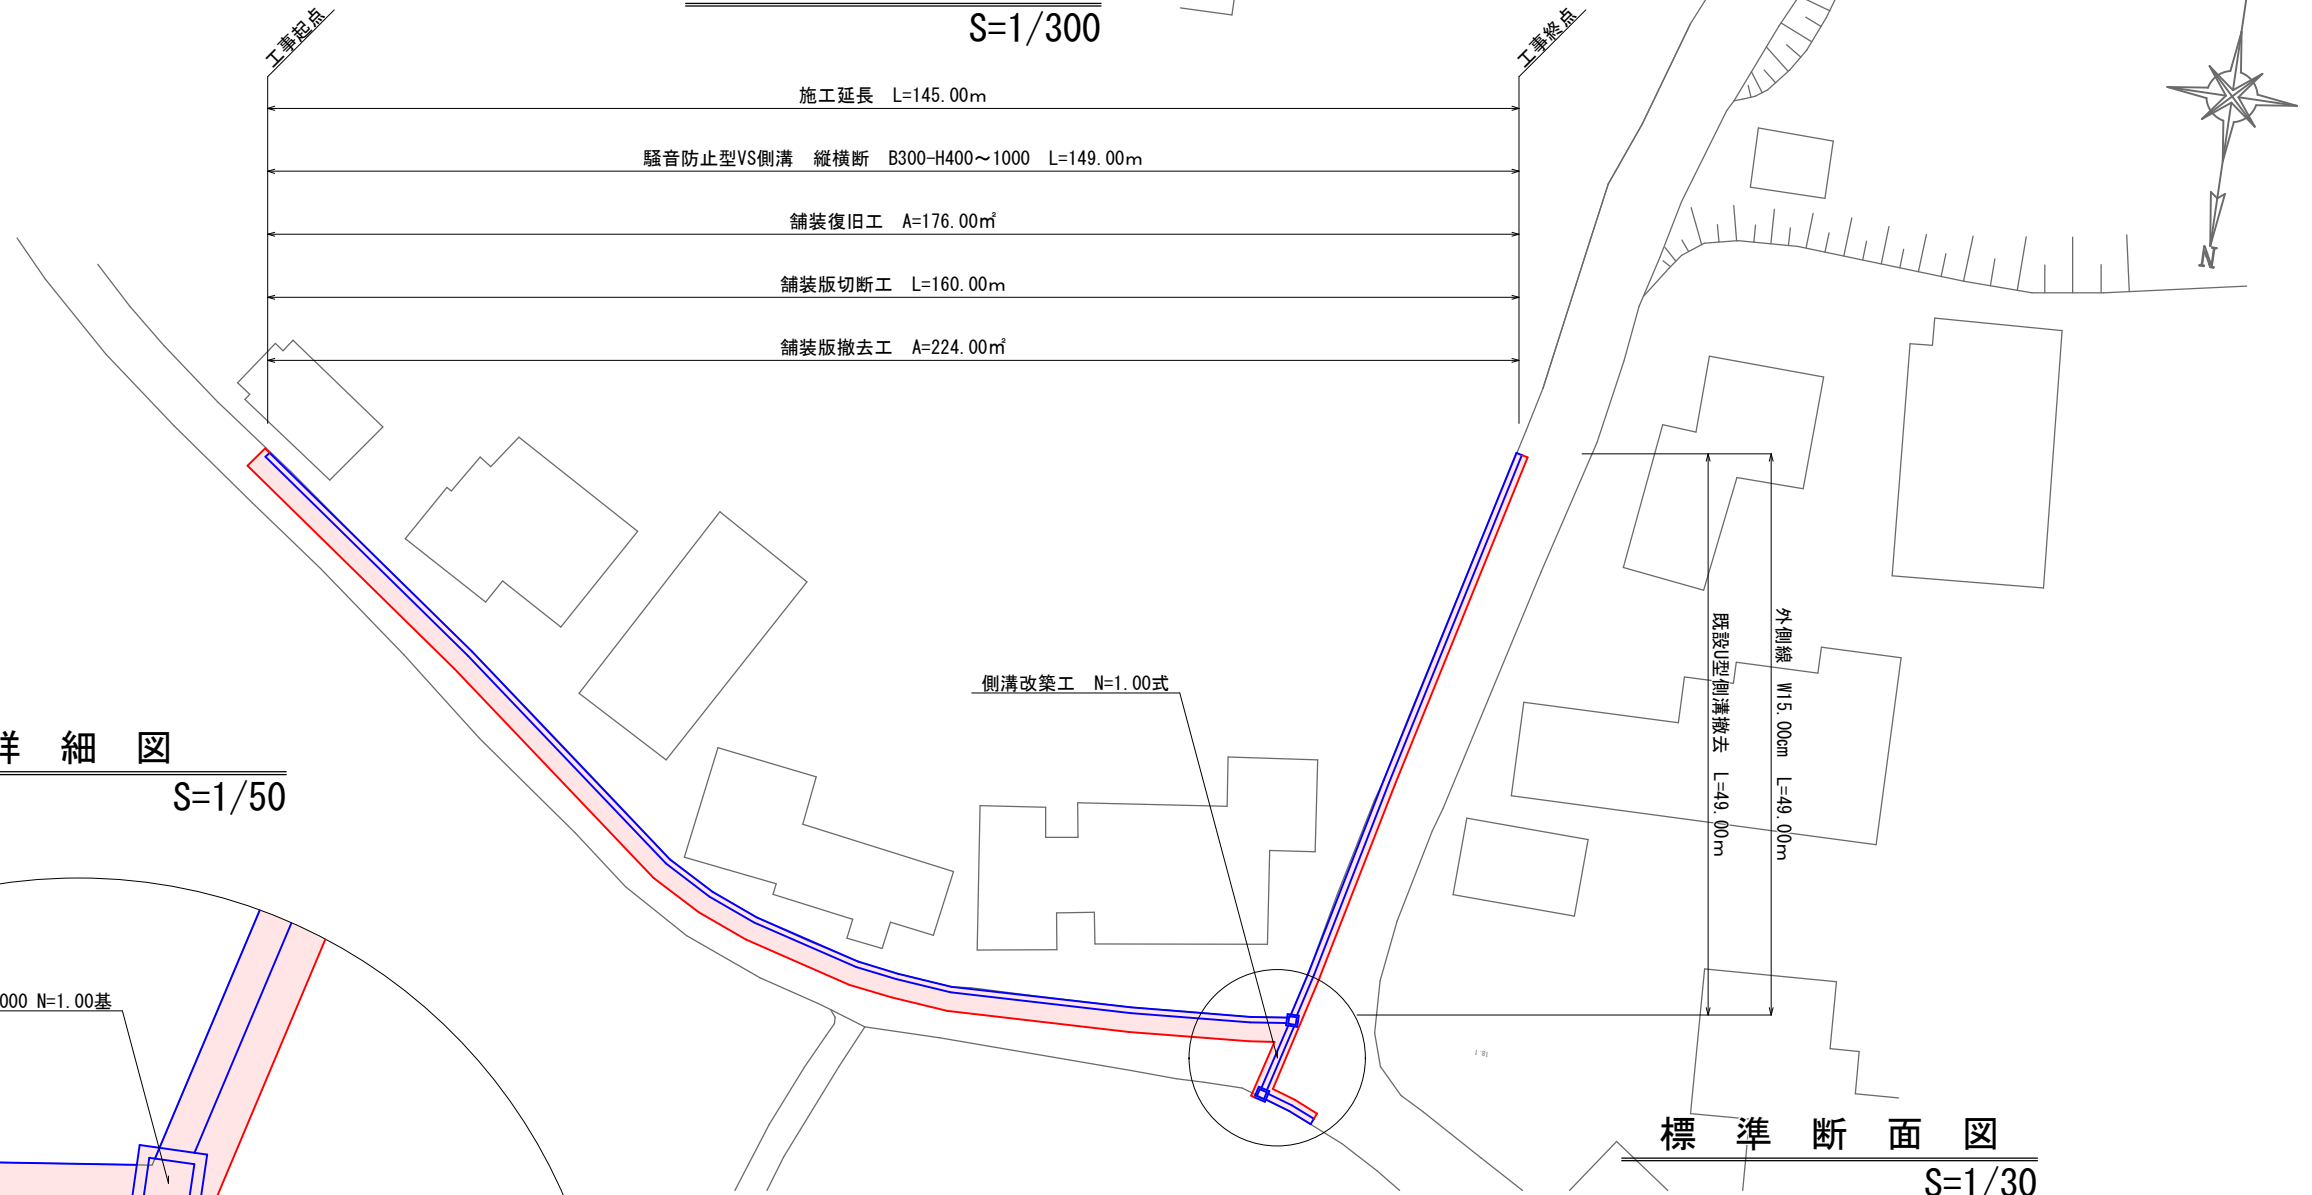 S=1/300
工事起点
工事終点
施工延長　L=145.00m
騒音防止型VS側溝　縦横断　B300-H400～1000　L=149.00m
舗装復旧工　A=176.00㎡
舗装版切断工　L=160.00m
舗装版撤去工　A=224.00㎡
N
側溝改築工　N=1.00式
外側線　W15.00cm　L=49.00m
既設U型側溝撤去　L=49.00m
詳　細　図
S=1/50
000 N=1.00基
18.1
標　準　断　面　図
S=1/30